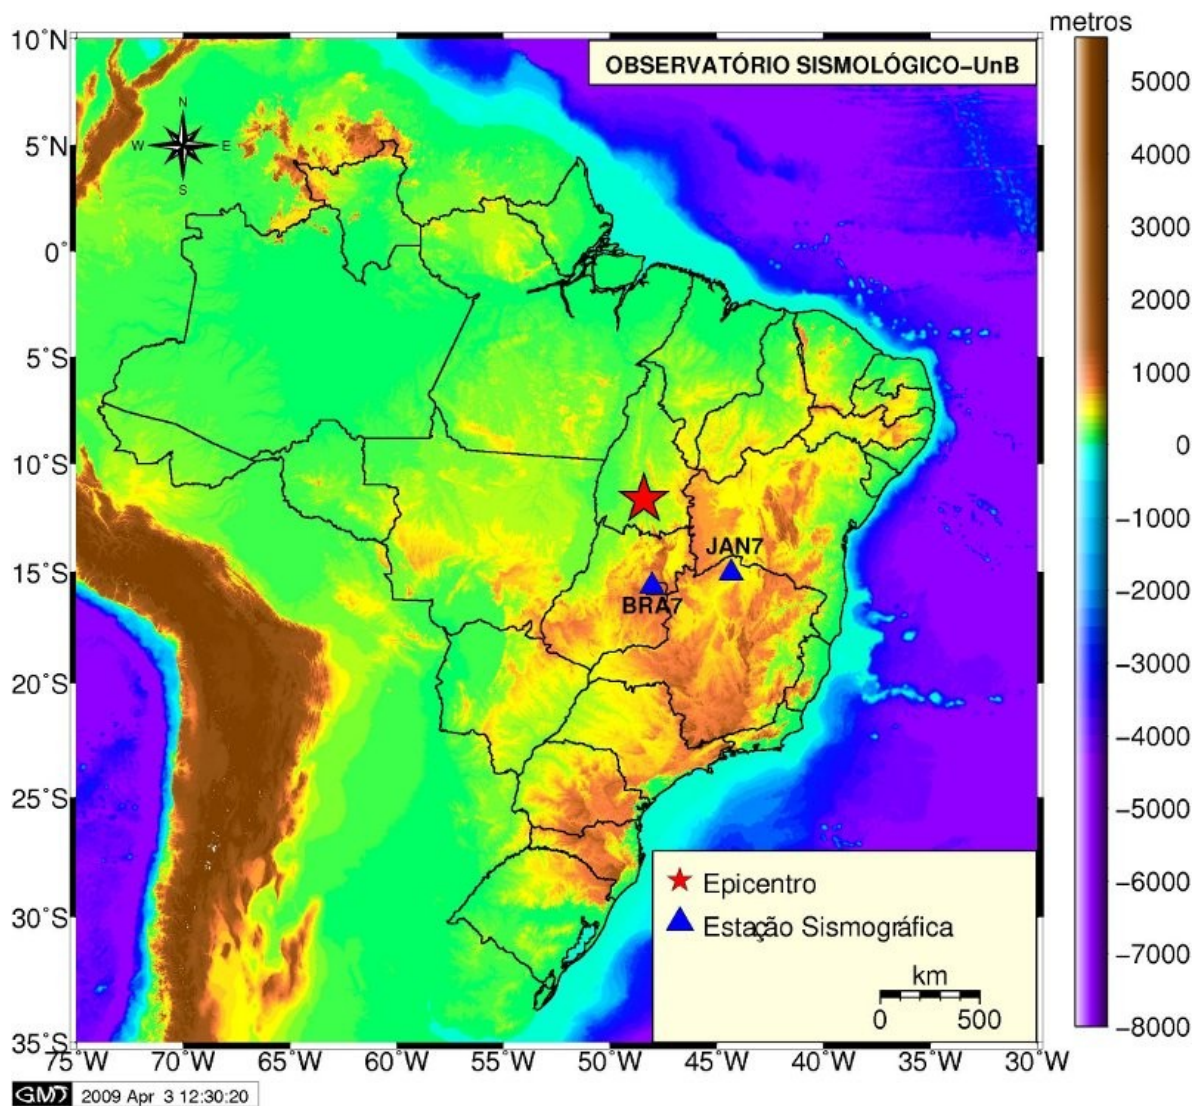 metros
10°N
OBSERVATÓRIO SISMOLÓGICO-UnB
5000
N
W E
S
5°N
4000
3000
0°
2000
5°S
1000
0
10°S
-1000
JAN7
15°S
-2000
BRA7
-3000
20°S
-4000
25°S
-5000
Epicentro
-6000
30°S
Estação Sismográfica
-7000
km
0 500
35°S
-8000
75°W 70°W 65°W 60°W 55°W 50°W 45°W 40°W 35°W 30°W
GMT 2009 Apr 3 12:30:20